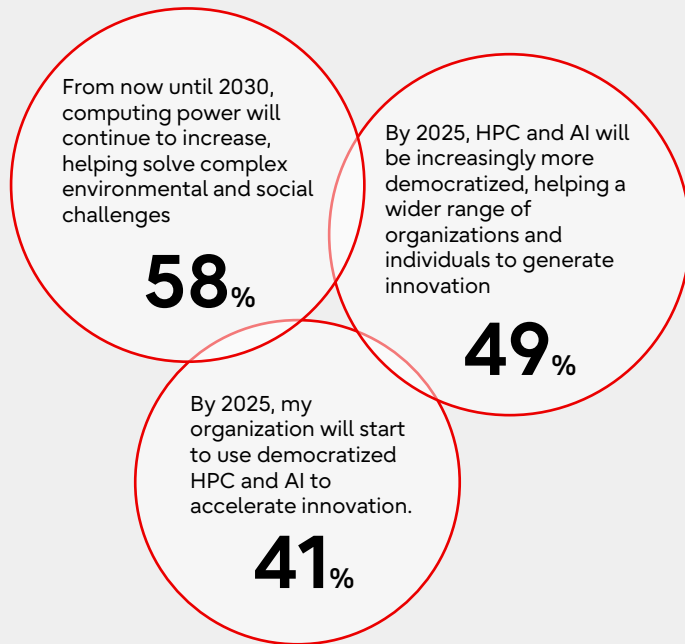 From now until 2030,
computing power will
continue to increase,
helping solve complex
environmental and social
challenges
58%
By 2025, HPC and AI will
be increasingly more
democratized, helping a
wider range of
organizations and
individuals to generate
innovation
49%
By 2025, my
organization will start
to use democratized
HPC and AI to
accelerate innovation.
41%